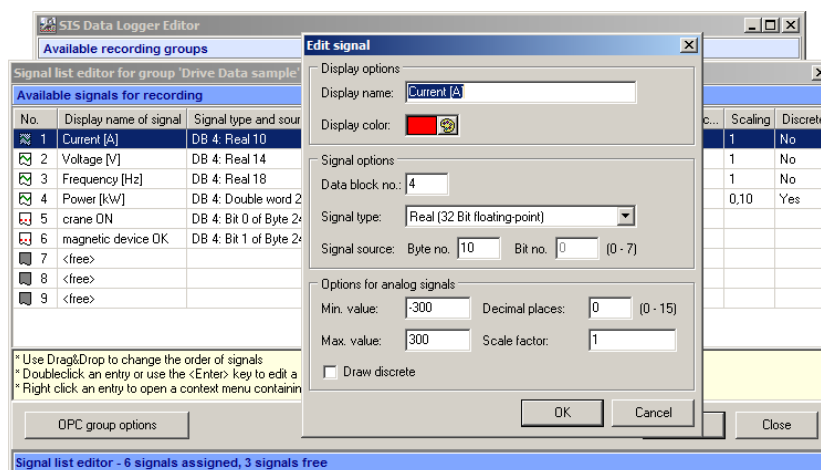 SIS Data Logger Editor
Available recording groups
Signal list editor for group 'Drive Data sample'
Available signals for recording
No. Display name of signal Signal type and sour c... Scaling Discrete
1 Current [A] DB 4: Real 10 1 No
2 Voltage [V] DB 4: Real 14 1 No
3 Frequency [Hz] DB 4: Real 18 1 No
4 Power [kW] DB 4: Double word 2 0,10 Yes
5 crane ON DB 4: Bit 0 of Byte 24
6 magnetic device OK DB 4: Bit 1 of Byte 24
7 <free>
8 <free>
9 <free>
* Use Drag&Drop to change the order of signals
* Doubleclick an entry or use the <Enter> key to edit a
* Right click an entry to open a context menu containin
OPC group options
Close
Signal list editor - 6 signals assigned, 3 signals free
Edit signal
Display options
Display name: Current [A]
Display color:
Signal options
Data block no.: 4
Signal type: Real (32 Bit floating-point)
Signal source: Byte no. 10 Bit no. 0 (0 - 7)
Options for analog signals
Min. value: -300 Decimal places: 0 (0 - 15)
Max. value: 300 Scale factor: 1
Draw discrete
OK Cancel